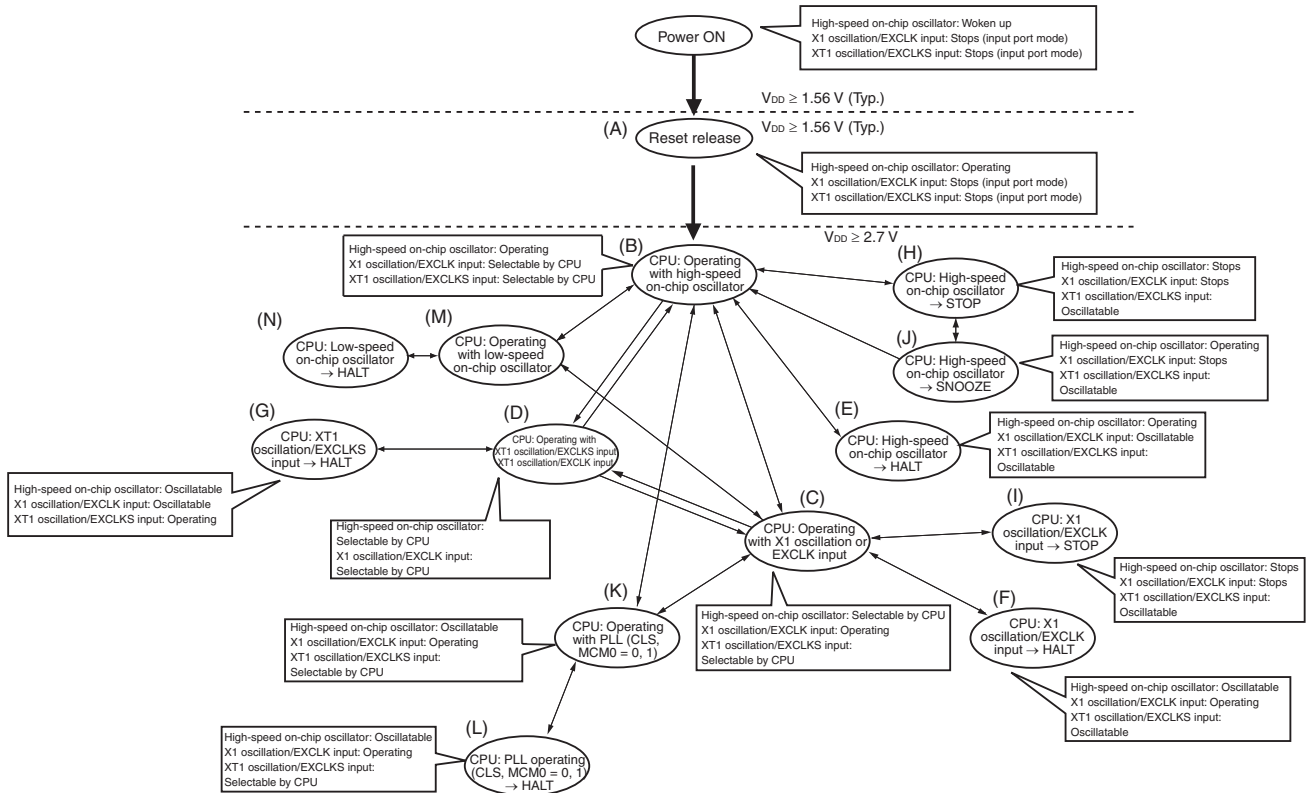 Power ON
High-speed on-chip oscillator: Woken up
X1 oscillation/EXCLK input: Stops (input port mode)
XT1 oscillation/EXCLKS input: Stops (input port mode)
VDD ≥ 1.56 V (Typ.)
VDD ≥ 1.56 V (Typ.)
(A)
Reset release
High-speed on-chip oscillator: Operating
X1 oscillation/EXCLK input: Stops (input port mode)
XT1 oscillation/EXCLKS input: Stops (input port mode)
VDD ≥ 2.7 V
High-speed on-chip oscillator: Operating
X1 oscillation/EXCLK input: Selectable by CPU
XT1 oscillation/EXCLKS input: Selectable by CPU
(B)
CPU: Operating
with high-speed
on-chip oscillator
(H)
CPU: High-speed
on-chip oscillator
→ STOP
High-speed on-chip oscillator: Stops
X1 oscillation/EXCLK input: Stops
XT1 oscillation/EXCLKS input:
Oscillatable
(N)
CPU: Low-speed
on-chip oscillator
→ HALT
(M)
CPU: Operating
with low-speed
on-chip oscillator
(J)
CPU: High-speed
on-chip oscillator
→ SNOOZE
High-speed on-chip oscillator: Operating
X1 oscillation/EXCLK input: Stops
XT1 oscillation/EXCLKS input:
Oscillatable
(G)
CPU: XT1
oscillation/EXCLKS
input → HALT
High-speed on-chip oscillator: Oscillatable
X1 oscillation/EXCLK input: Oscillatable
XT1 oscillation/EXCLKS input: Operating
(D)
CPU: Operating with
XT1 oscillation/EXCLKS input
XT1 oscillation/EXCLK input
High-speed on-chip oscillator:
Selectable by CPU
X1 oscillation/EXCLK input:
Selectable by CPU
(E)
CPU: High-speed
on-chip oscillator
→ HALT
High-speed on-chip oscillator: Operating
X1 oscillation/EXCLK input: Oscillatable
XT1 oscillation/EXCLKS input:
Oscillatable
(C)
CPU: Operating
with X1 oscillation or
EXCLK input
High-speed on-chip oscillator: Selectable by CPU
X1 oscillation/EXCLK input: Operating
XT1 oscillation/EXCLKS input:
Selectable by CPU
(I)
CPU: X1
oscillation/EXCLK
input → STOP
High-speed on-chip oscillator: Stops
X1 oscillation/EXCLK input: Stops
XT1 oscillation/EXCLKS input:
Oscillatable
(K)
CPU: Operating
with PLL (CLS,
MCM0 = 0, 1)
High-speed on-chip oscillator: Oscillatable
X1 oscillation/EXCLK input: Operating
XT1 oscillation/EXCLKS input:
Selectable by CPU
(F)
CPU: X1
oscillation/EXCLK
input → HALT
High-speed on-chip oscillator: Oscillatable
X1 oscillation/EXCLK input: Operating
XT1 oscillation/EXCLKS input:
Oscillatable
(L)
CPU: PLL operating
(CLS, MCM0 = 0, 1)
→ HALT
High-speed on-chip oscillator: Oscillatable
X1 oscillation/EXCLK input: Operating
XT1 oscillation/EXCLKS input:
Selectable by CPU